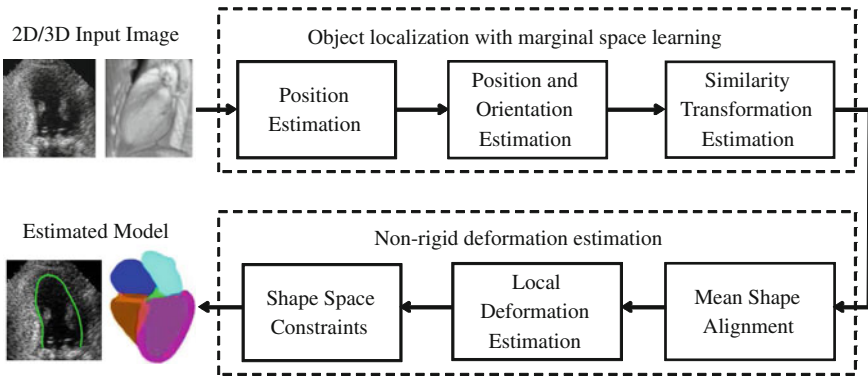 2D/3D Input Image
Object localization with marginal space learning
Position
Estimation
Position and
Orientation
Estimation
Similarity
Transformation
Estimation
Estimated Model
Non-rigid deformation estimation
Shape Space
Constraints
Local
Deformation
Estimation
Mean Shape
Alignment